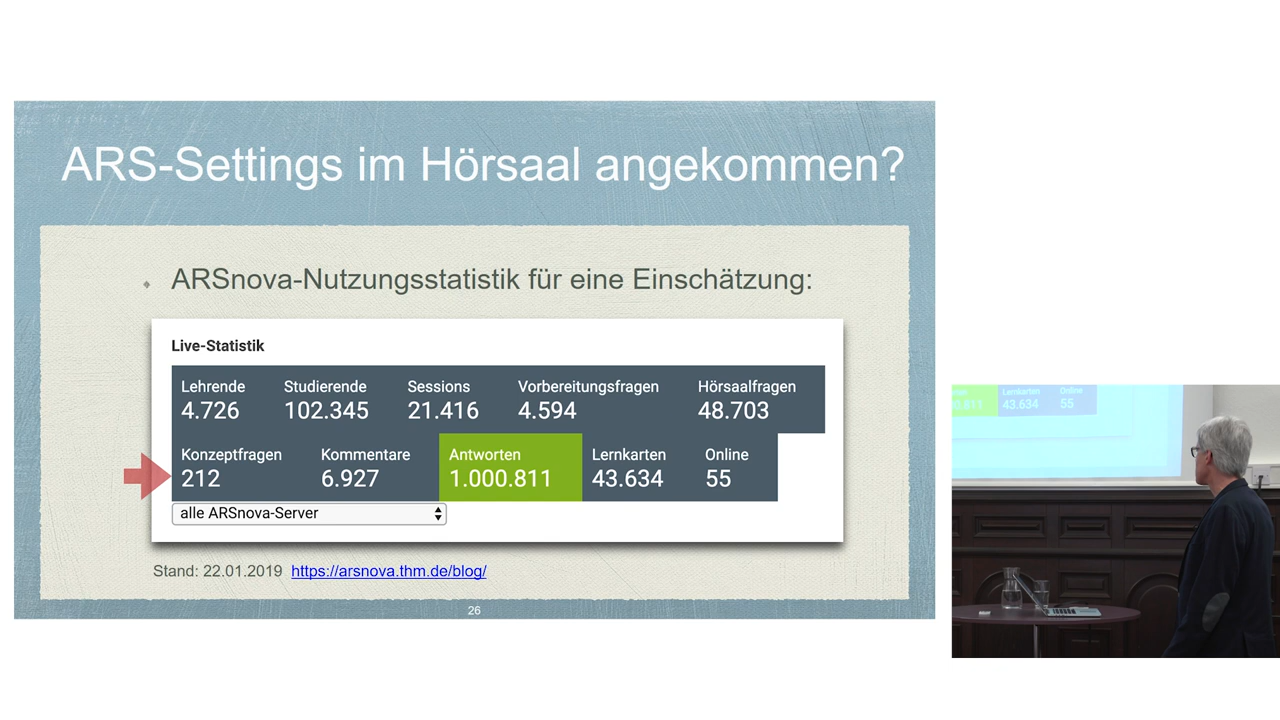 ARS-Settings im Hörsaal angekommen?
ARSnova-Nutzungsstatistik für eine Einschätzung:
Live-Statistik
Lehrende Studierende Sessions Vorbereitungsfragen Hörsaalfragen
4.726 102.345 21.416 4.594 48.703
Konzeptfragen Kommentare Antworten Lernkarten Online
212 6.927 1.000.811 43.634 55
alle ARSnova-Server
Stand: 22.01.2019 https://arsnova.thm.de/blog/
26
Lernkarten Online
43.634 55